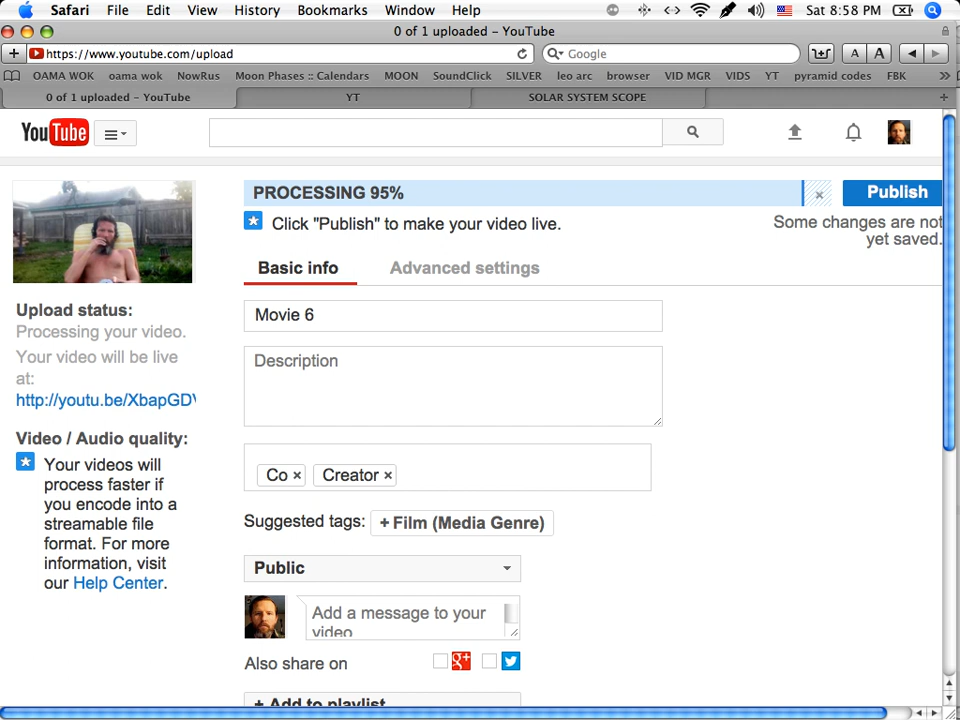 Safari File Edit View History Bookmarks Window Help Sat 8:58 PM
0 of 1 uploaded - YouTube
https://www.youtube.com/upload Google A A
OAMA WOK oama wok NowRus Moon Phases :: Calendars MOON SoundClick SILVER leo arc browser VID MGR VIDS YT pyramid codes FBK »
0 of 1 uploaded - YouTube YT SOLAR SYSTEM SCOPE +
YouTube
PROCESSING 95% × Publish
Click "Publish" to make your video live.
Some changes are not
yet saved.
Basic info Advanced settings
Movie 6
Description
Co × Creator ×
Suggested tags: + Film (Media Genre)
Public
Add a message to your
video
Also share on g+
+ Add to playlist
Upload status:
Processing your video.
Your video will be live
at:
http://youtu.be/XbapGDV
Video / Audio quality:
Your videos will
process faster if
you encode into a
streamable file
format. For more
information, visit
our Help Center.